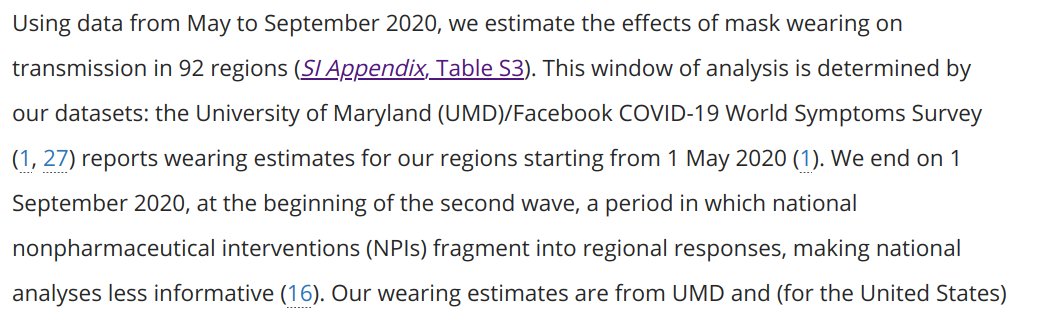 Using data from May to September 2020, we estimate the effects of mask wearing on
transmission in 92 regions (SI Appendix, Table S3). This window of analysis is determined by
our datasets: the University of Maryland (UMD)/Facebook COVID-19 World Symptoms Survey
(1, 27) reports wearing estimates for our regions starting from 1 May 2020 (1). We end on 1
September 2020, at the beginning of the second wave, a period in which national
nonpharmaceutical interventions (NPIs) fragment into regional responses, making national
analyses less informative (16). Our wearing estimates are from UMD and (for the United States)